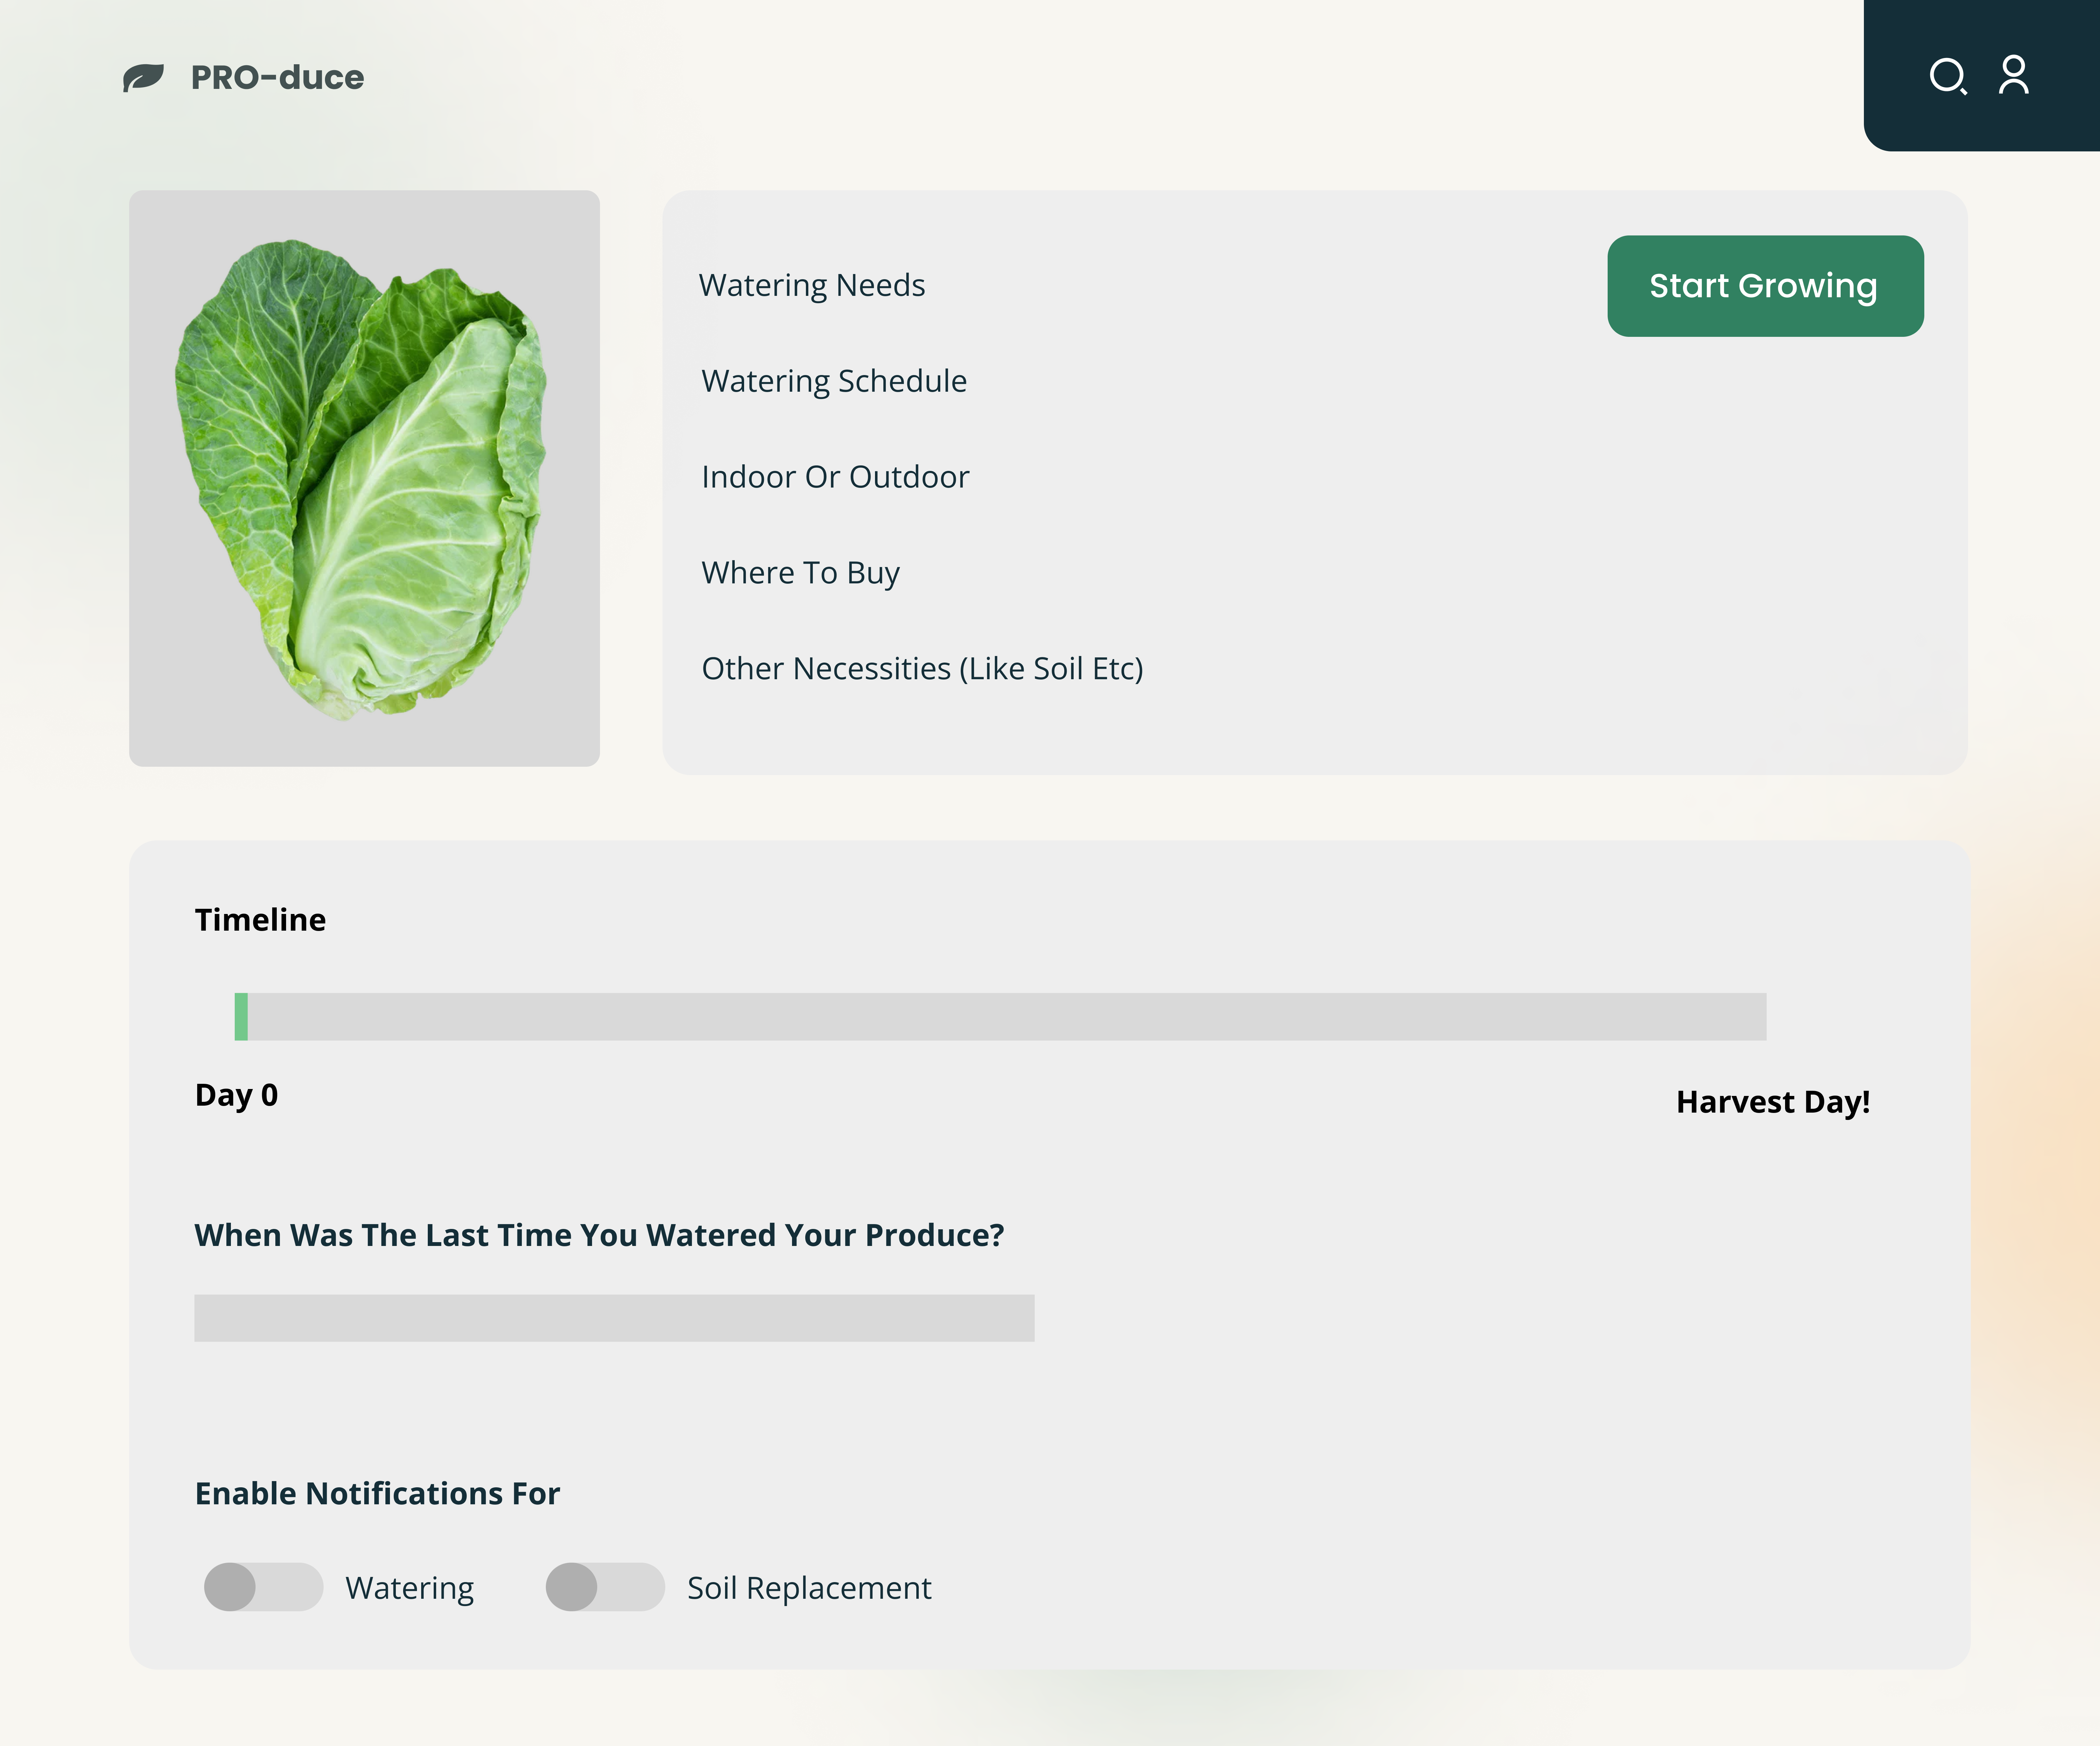 PRO-duce
Watering Needs
Start Growing
Watering Schedule
Indoor Or Outdoor
Where To Buy
Other Necessities (Like Soil Etc)
Timeline
Day 0
Harvest Day!
When Was The Last Time You Watered Your Produce?
Enable Notifications For
Watering
Soil Replacement